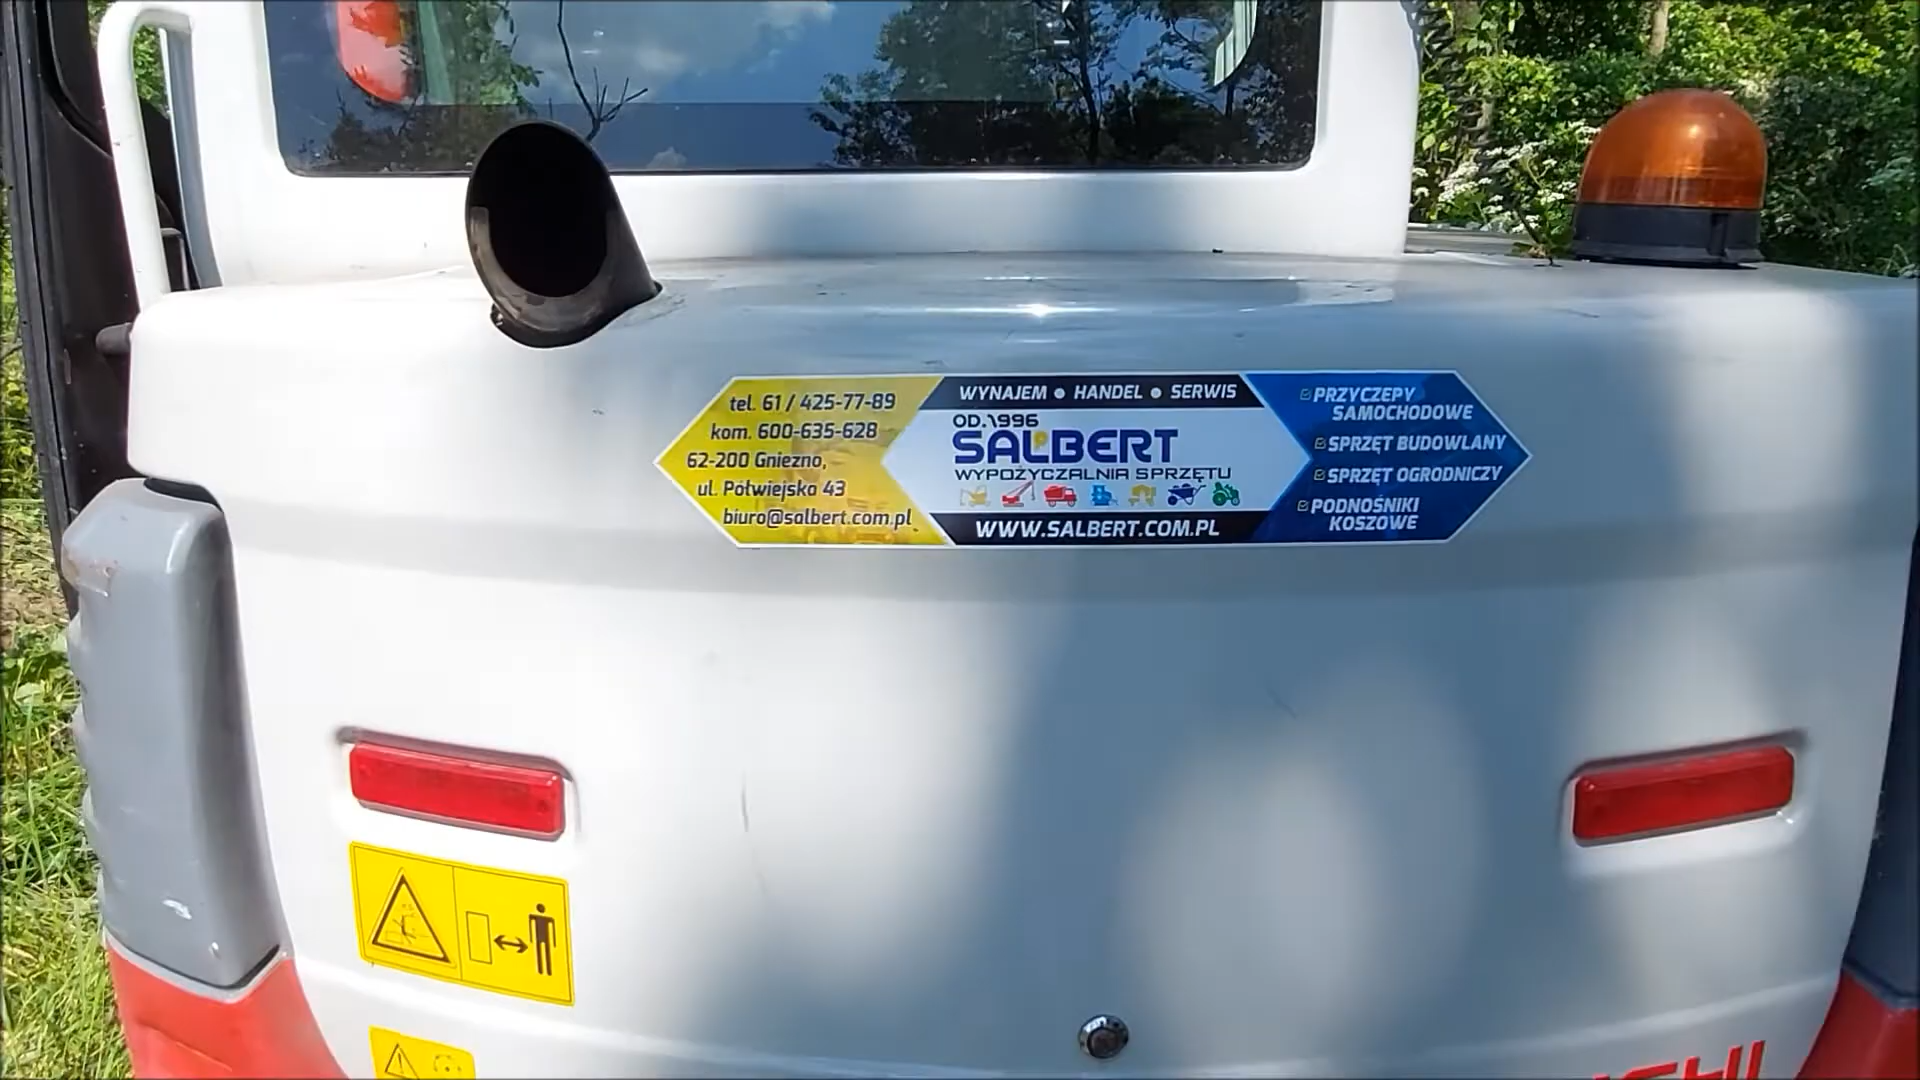 tel. 61 / 425-77-89
kom. 600-635-628
62-200 Gniezno,
ul. Półwiejska 43
biuro@salbert.com.pl
WYNAJEM ● HANDEL ● SERWIS
OD.1996
SALBERT
WYPOŻYCZALNIA SPRZĘTU
WWW.SALBERT.COM.PL
PRZYCZEPY
SAMOCHODOWE
SPRZĘT BUDOWLANY
SPRZĘT OGRODNICZY
PODNOŚNIKI
KOSZOWE